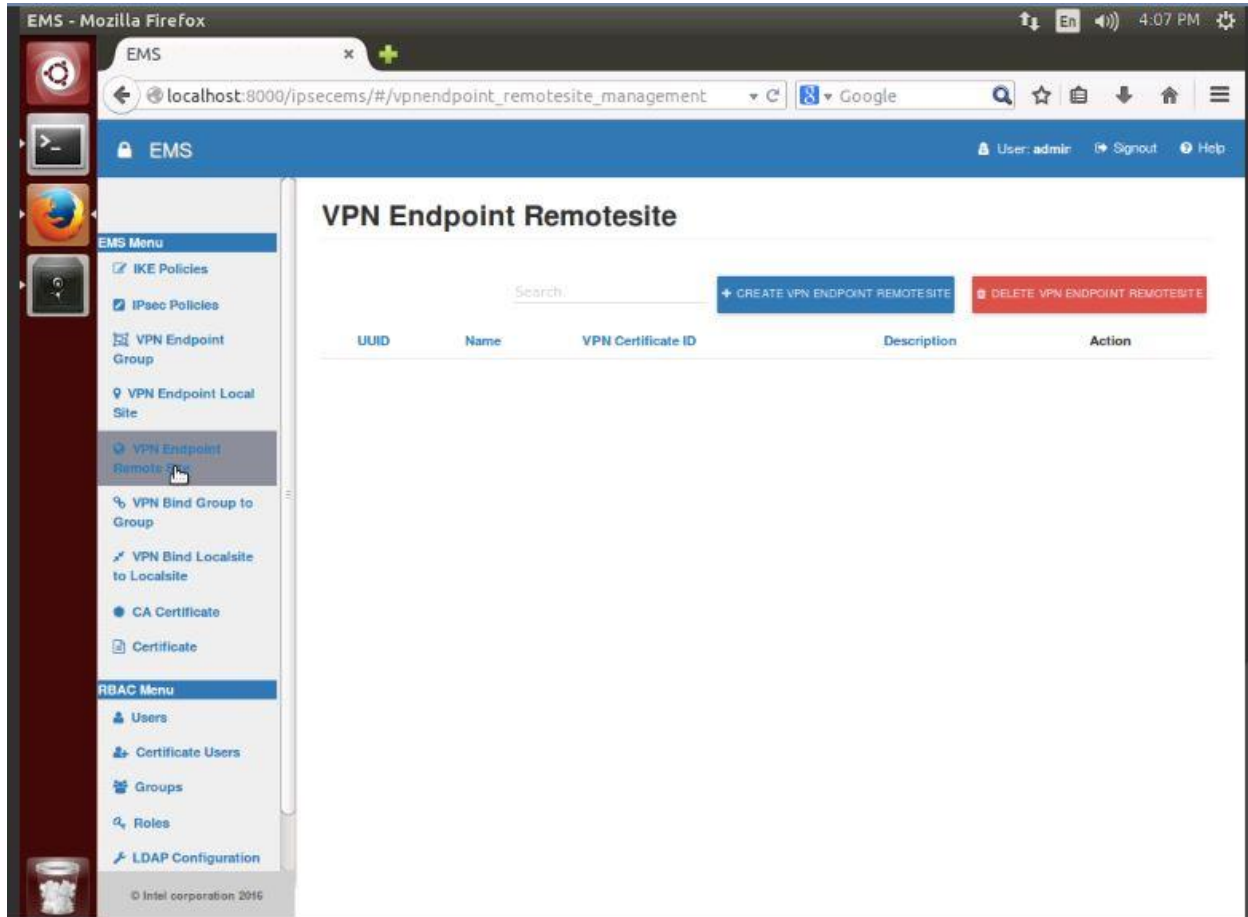 EMS - Mozilla Firefox
En
4:07 PM
EMS
localhost:8000/ipsecems/#/vpnendpoint_remotesite_management
Google
EMS
User: admin
Signout
Help
EMS Menu
IKE Policies
IPsec Policies
VPN Endpoint
Group
VPN Endpoint Local
Site
VPN Endpoint
Remote Site
VPN Bind Group to
Group
VPN Bind Localsite
to Localsite
CA Certificate
Certificate
RBAC Menu
Users
Certificate Users
Groups
Roles
LDAP Configuration
© Intel corporation 2016
VPN Endpoint Remotesite
Search
+ CREATE VPN ENDPOINT REMOTESITE
DELETE VPN ENDPOINT REMOTESITE
UUID
Name
VPN Certificate ID
Description
Action